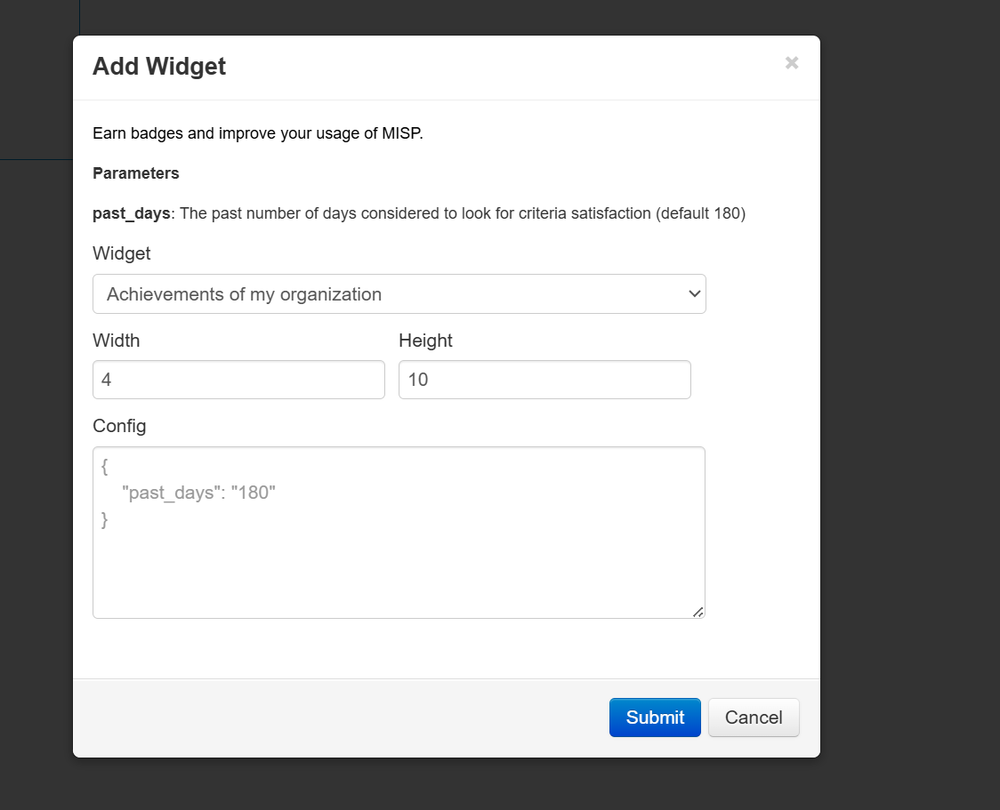 Add Widget
×
Earn badges and improve your usage of MISP.
Parameters
past_days: The past number of days considered to look for criteria satisfaction (default 180)
Widget
Achievements of my organization
Width Height
4 10
Config
{
"past_days": "180"
}
Submit Cancel